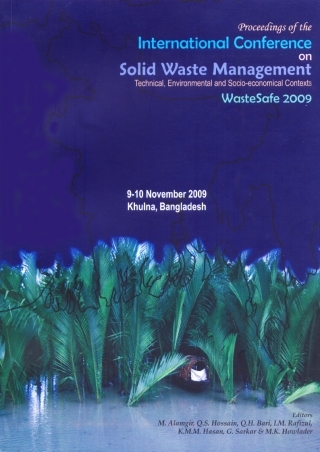 Proceedings of the
International Conference
on
Solid Waste Management
Technical, Environmental and Socio-economical Contexts
WasteSafe 2009
9-10 November 2009
Khulna, Bangladesh
Editors
M. Alamgir, Q.S. Hossain, Q.H. Bari, I.M. Rafizul,
K.M.M. Hasan, G. Sarkar & M.K. Howlader